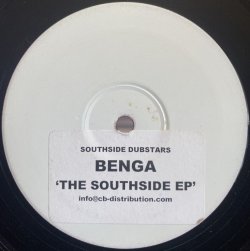 SOUTHSIDE DUBSTARS
BENGA
'THE SOUTHSIDE EP'
info@cb-distribution.com